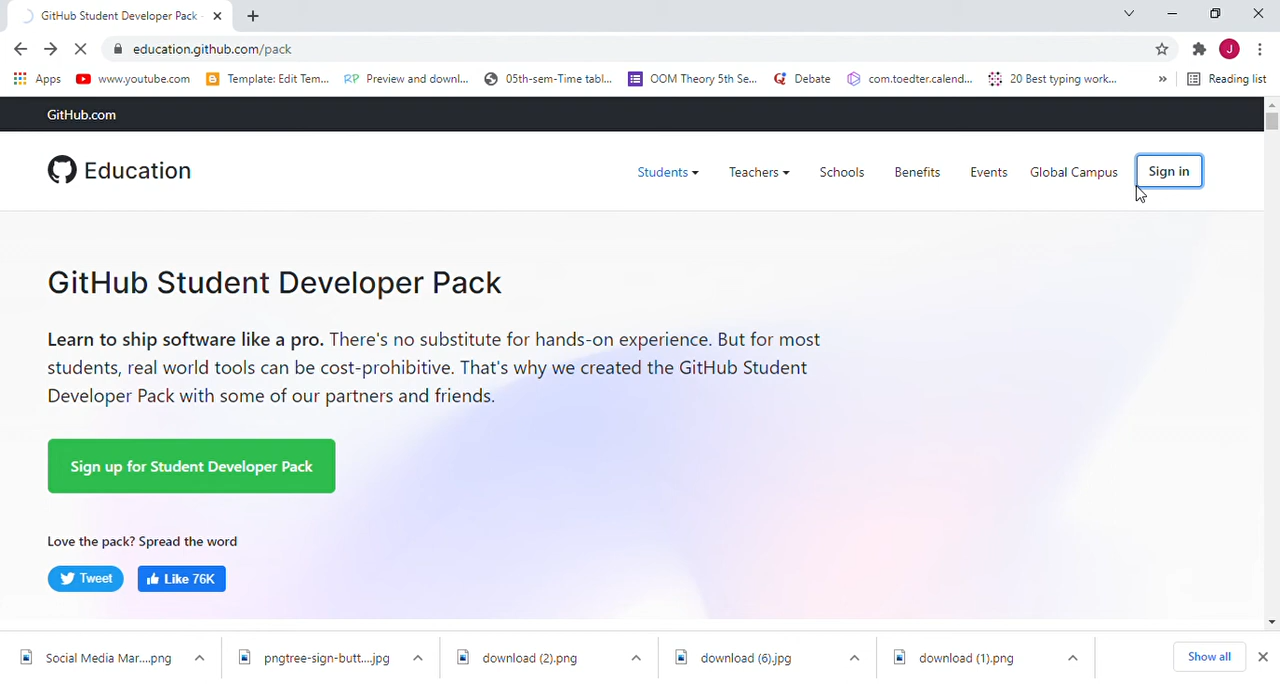 GitHub Student Developer Pack
education.github.com/pack
J
Apps www.youtube.com Template: Edit Tem... Preview and downl... 05th-sem-Time tabl... OOM Theory 5th Se... Debate com.toedter.calend... 20 Best typing work... » Reading list
GitHub.com
Education
Students Teachers Schools Benefits Events Global Campus Sign in
GitHub Student Developer Pack
Learn to ship software like a pro. There's no substitute for hands-on experience. But for most
students, real world tools can be cost-prohibitive. That's why we created the GitHub Student
Developer Pack with some of our partners and friends.
Sign up for Student Developer Pack
Love the pack? Spread the word
Tweet Like 76K
Social Media Mar....png pngtree-sign-butt....jpg download (2).png download (6).jpg download (1).png Show all